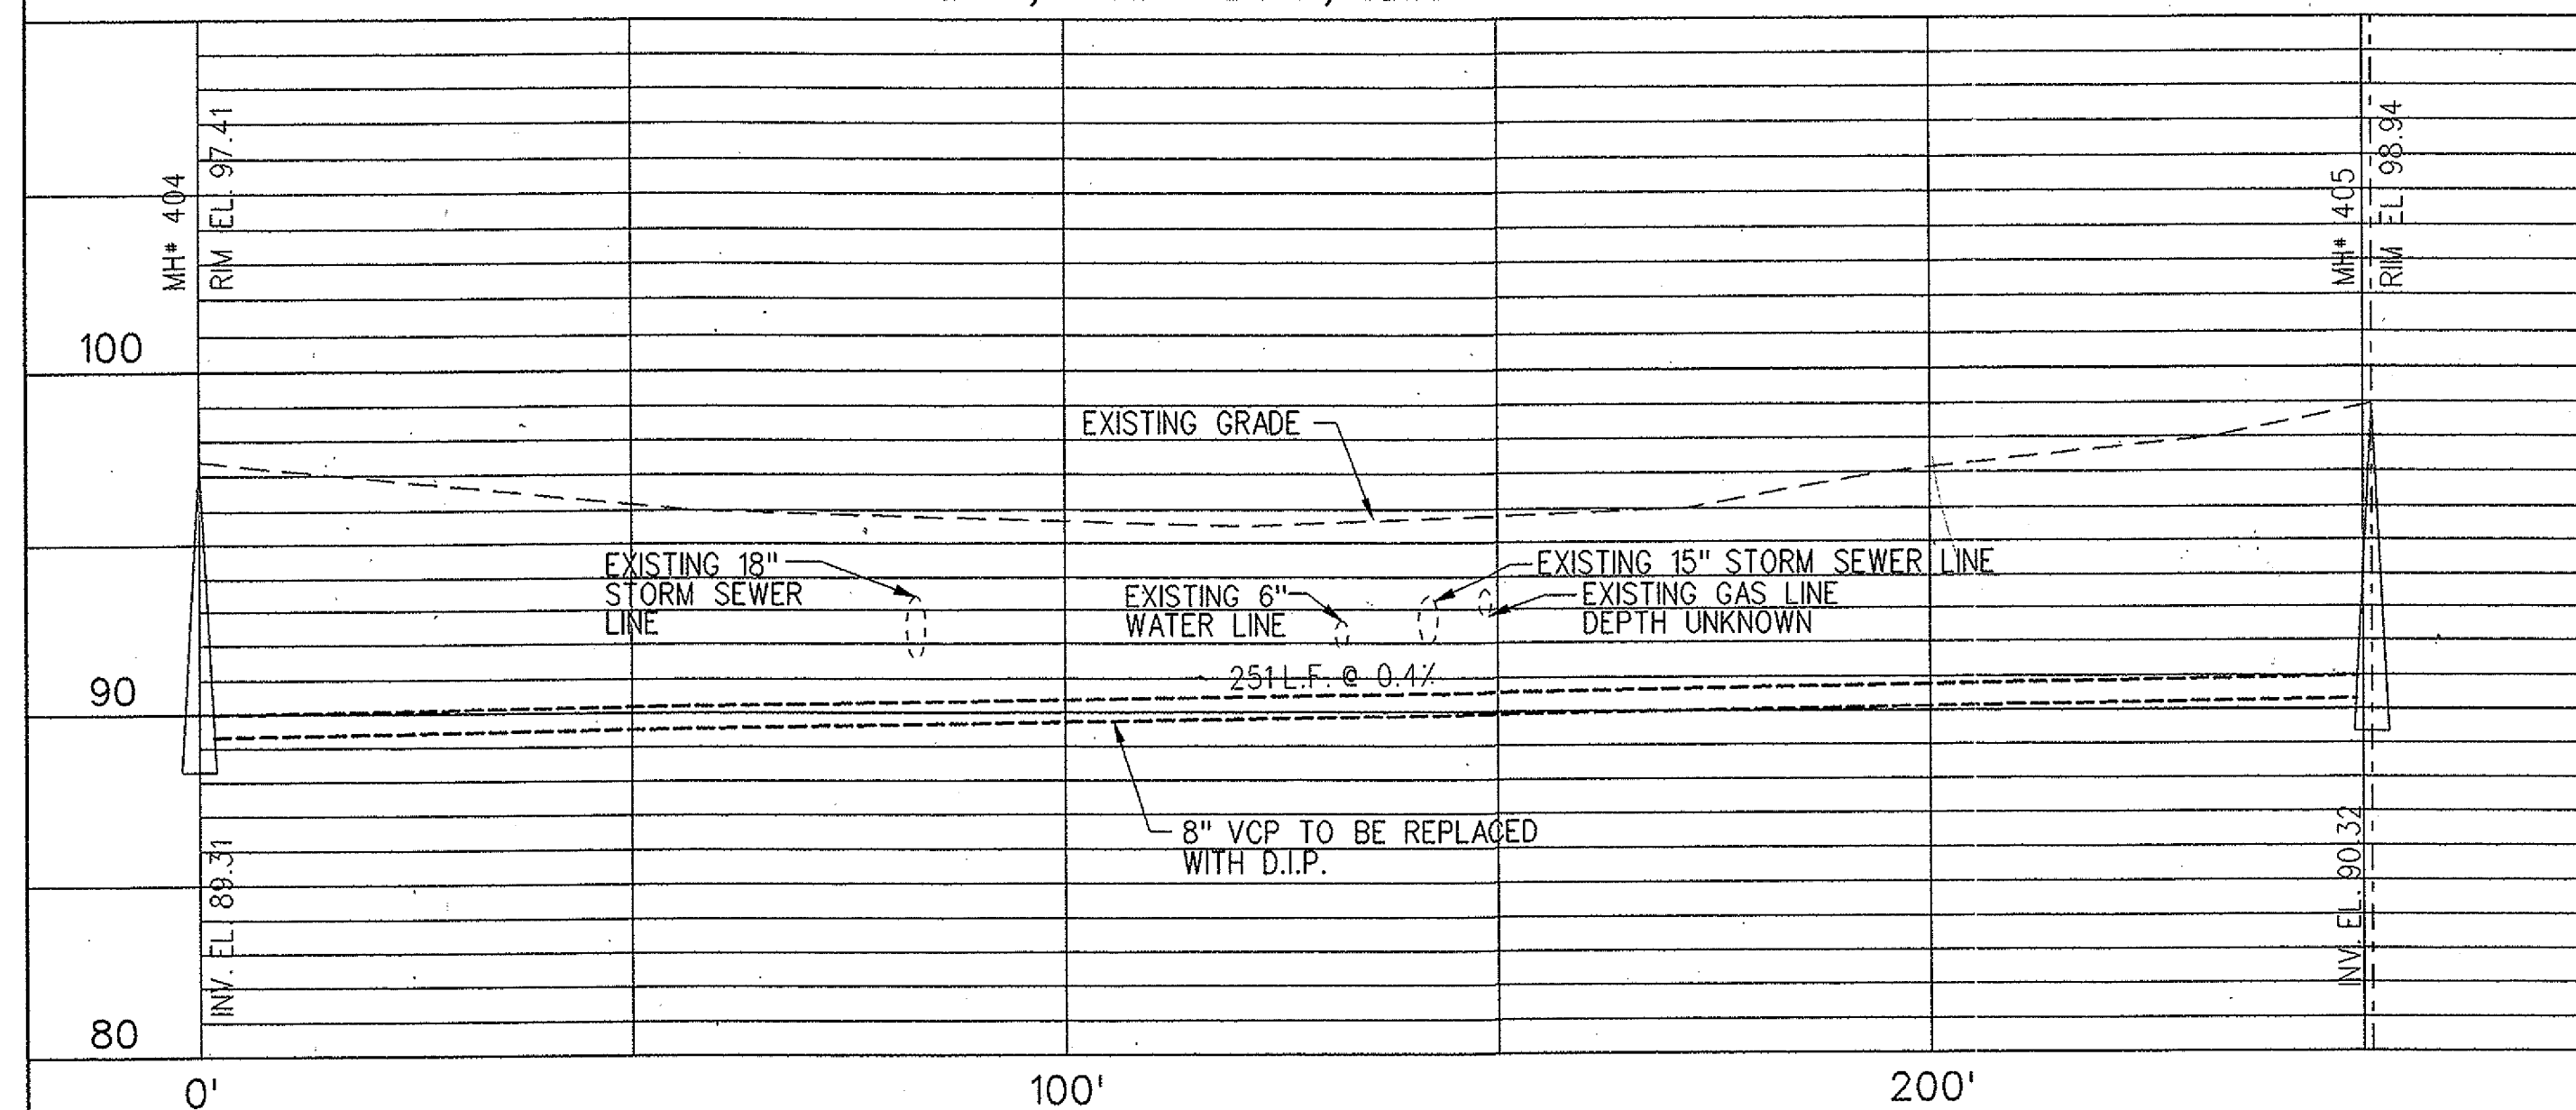 MH# 404
RIM EL. 97.41
MH# 405
RIM EL. 98.94
100
EXISTING GRADE
EXISTING 18"
STORM SEWER
LINE
EXISTING 6"
WATER LINE
EXISTING 15" STORM SEWER LINE
EXISTING GAS LINE
DEPTH UNKNOWN
251 L.F. @ 0.4%
90
8" VCP TO BE REPLACED
WITH D.I.P.
INV. EL. 89.31
INV. EL. 90.32
80
0'
100'
200'